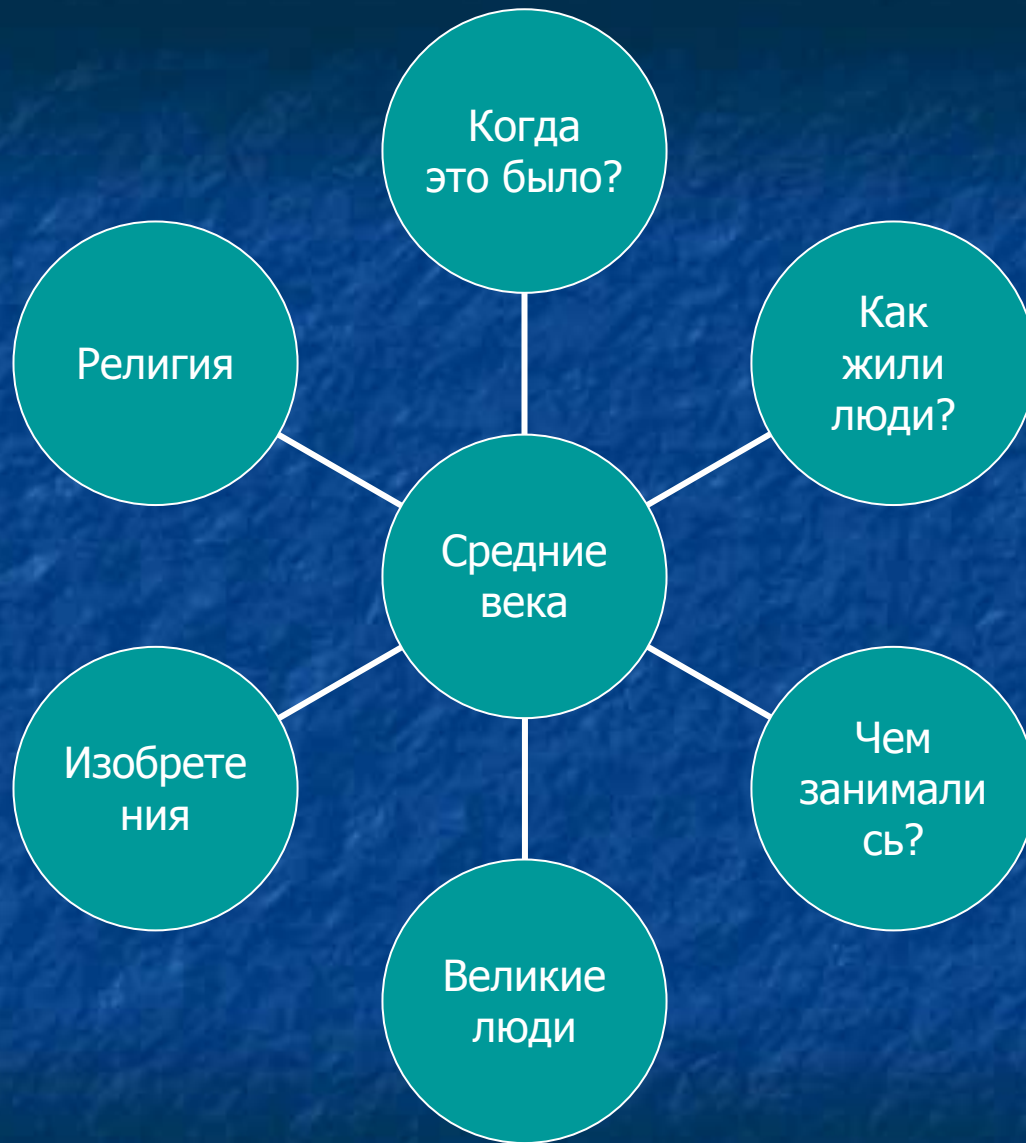 Когда
это было?
Как
жили
люди?
Религия
Средние
века
Чем
занимали
сь?
Изобрете
ния
Великие
люди